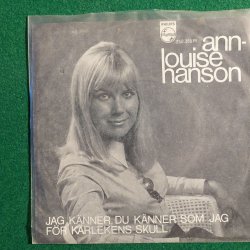 PHILIPS
ann-
louise
hanson
JAG KÄNNER DU KÄNNER SOM JAG
FÖR KÄRLEKENS SKULL